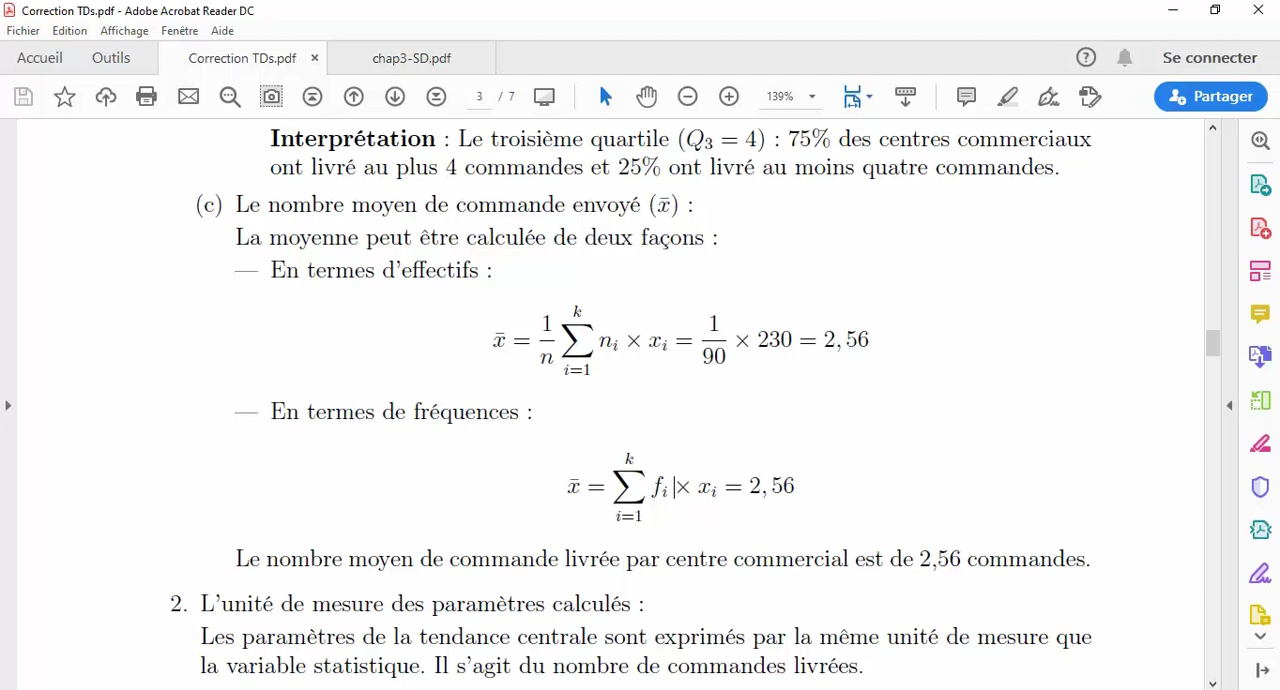 Correction TDs.pdf - Adobe Acrobat Reader DC
Fichier Edition Affichage Fenêtre Aide
Accueil Outils Correction TDs.pdf × chap3-SD.pdf Se connecter
3 / 7 139% Partager
Interprétation : Le troisième quartile (Q₃ = 4) : 75% des centres commerciaux
ont livré au plus 4 commandes et 25% ont livré au moins quatre commandes.
(c) Le nombre moyen de commande envoyé (x̄) :
La moyenne peut être calculée de deux façons :
— En termes d'effectifs :
x̄ = 1/n ∑_{i=1}^{k} nᵢ × xᵢ = 1/90 × 230 = 2, 56
— En termes de fréquences :
x̄ = ∑_{i=1}^{k} fᵢ × xᵢ = 2, 56
Le nombre moyen de commande livrée par centre commercial est de 2,56 commandes.
2. L'unité de mesure des paramètres calculés :
Les paramètres de la tendance centrale sont exprimés par la même unité de mesure que
la variable statistique. Il s'agit du nombre de commandes livrées.